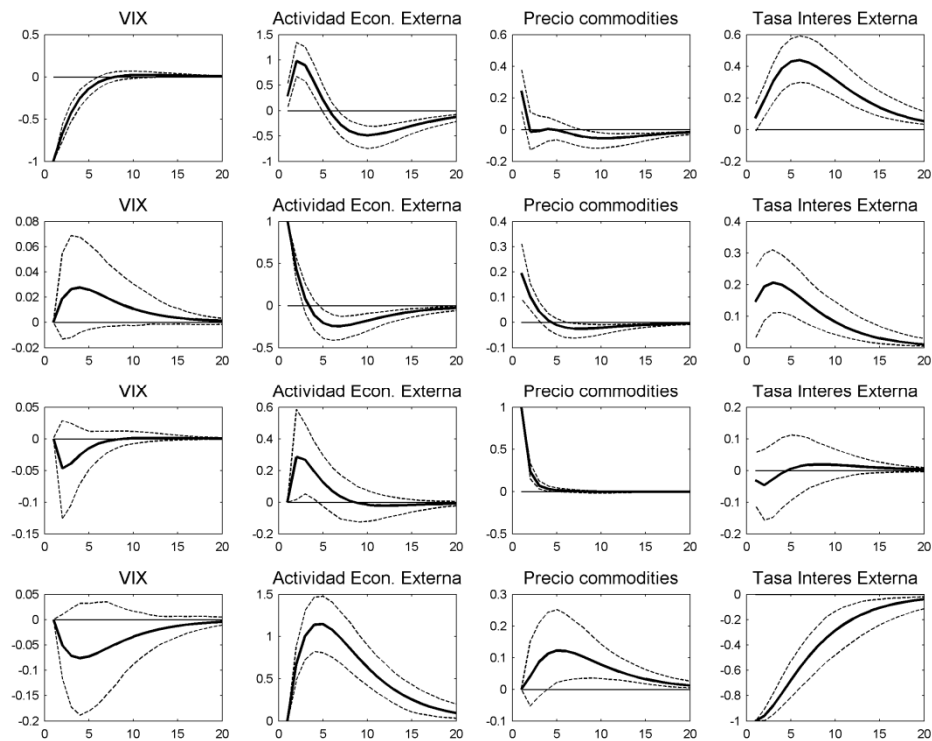 VIX
0.5
0
-0.5
-1
0 5 10 15 20
Actividad Econ. Externa
1.5
1
0.5
0
-0.5
-1
0 5 10 15 20
Precio commodities
0.6
0.4
0.2
0
-0.2
0 5 10 15 20
Tasa Interes Externa
0.6
0.4
0.2
0
-0.2
0 5 10 15 20
VIX
0.08
0.06
0.04
0.02
0
-0.02
0 5 10 15 20
Actividad Econ. Externa
1
0.5
0
-0.5
0 5 10 15 20
Precio commodities
0.4
0.3
0.2
0.1
0
-0.1
0 5 10 15 20
Tasa Interes Externa
0.4
0.3
0.2
0.1
0
0 5 10 15 20
VIX
0.05
0
-0.05
-0.1
-0.15
0 5 10 15 20
Actividad Econ. Externa
0.6
0.4
0.2
0
-0.2
0 5 10 15 20
Precio commodities
1
0.5
0
-0.5
0 5 10 15 20
Tasa Interes Externa
0.2
0.1
0
-0.1
-0.2
0 5 10 15 20
VIX
0.05
0
-0.05
-0.1
-0.15
-0.2
0 5 10 15 20
Actividad Econ. Externa
1.5
1
0.5
0
0 5 10 15 20
Precio commodities
0.3
0.2
0.1
0
-0.1
0 5 10 15 20
Tasa Interes Externa
0
-0.2
-0.4
-0.6
-0.8
-1
0 5 10 15 20